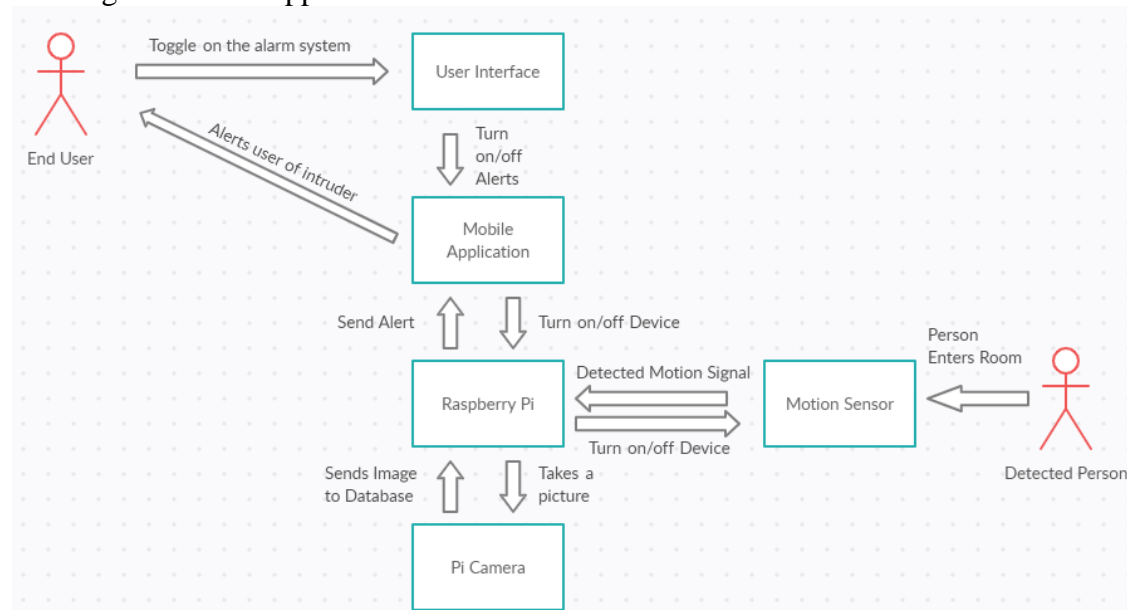 Toggle on the alarm system
User Interface
End User
Turn
on/off
Alerts
Alerts user of intruder
Mobile
Application
Send Alert
Turn on/off Device
Person
Enters Room
Detected Motion Signal
Raspberry Pi
Motion Sensor
Turn on/off Device
Detected Person
Sends Image
to Database
Takes a
picture
Pi Camera